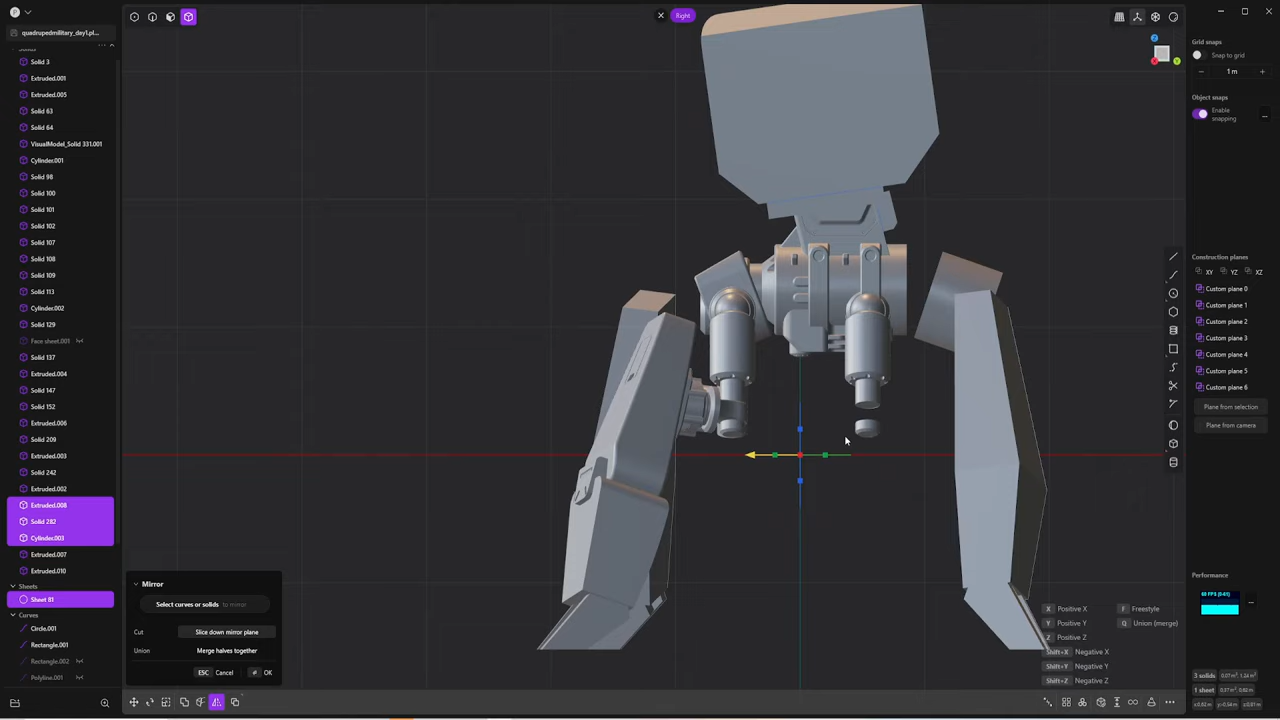 quadrupedmilitary_day1.pl...
Right
Solids
Solid 3
Extruded.001
Extruded.005
Solid 63
Solid 64
VisualModel_Solid 331.001
Cylinder.001
Solid 98
Solid 100
Solid 101
Solid 102
Solid 107
Solid 108
Solid 109
Solid 113
Cylinder.002
Solid 129
Face sheet.001
Solid 137
Extruded.004
Solid 147
Solid 152
Extruded.006
Solid 209
Extruded.003
Solid 242
Extruded.002
Extruded.008
Solid 282
Cylinder.003
Extruded.007
Extruded.010
Sheets
Sheet 81
Curves
Circle.001
Rectangle.001
Rectangle.002
Polyline.001
Mirror
Select curves or solids to mirror
Cut Slice down mirror plane
Union Merge halves together
ESC Cancel OK
X Positive X F Freestyle
Y Positive Y Q Union (merge)
Z Positive Z
Shift+X Negative X
Shift+Y Negative Y
Shift+Z Negative Z
Grid snaps
Snap to grid
1 m
Object snaps
Enable
snapping
...
Construction planes
XY YZ XZ
Custom plane 0
Custom plane 1
Custom plane 2
Custom plane 3
Custom plane 4
Custom plane 5
Custom plane 6
Plane from selection
Plane from camera
Performance
3 solids
1 sheet